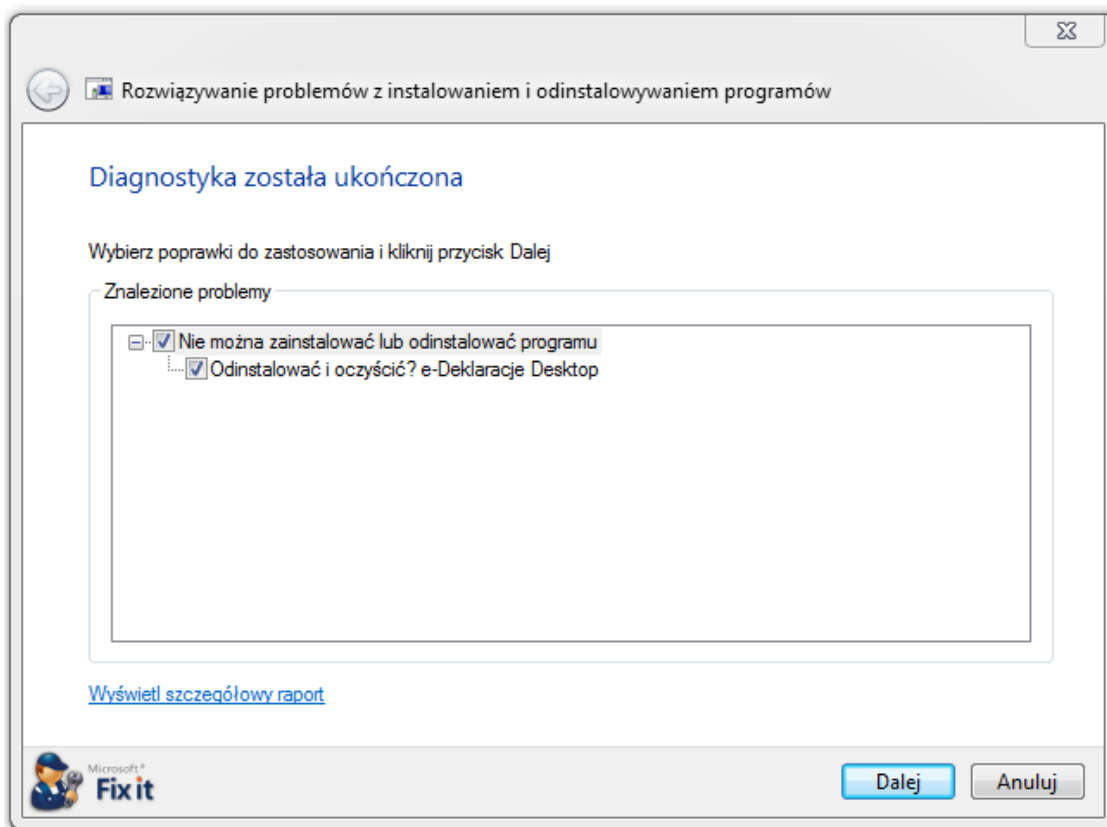 Rozwiązywanie problemów z instalowaniem i odinstalowywaniem programów
Diagnostyka została ukończona
Wybierz poprawki do zastosowania i kliknij przycisk Dalej
Znalezione problemy
Nie można zainstalować lub odinstalować programu
Odinstalować i oczyścić? e-Deklaracje Desktop
Wyświetl szczegółowy raport
Microsoft®
Fix it
Dalej
Anuluj